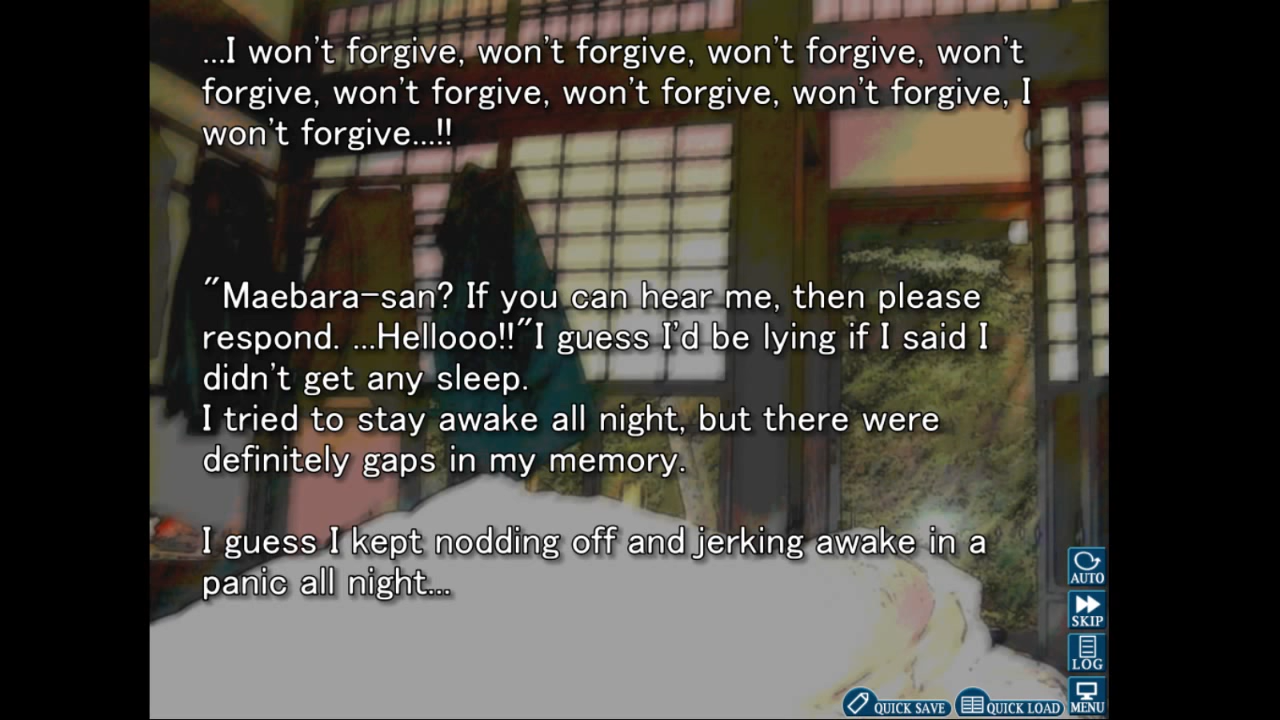 ...I won't forgive, won't forgive, won't forgive, won't
forgive, won't forgive, won't forgive, won't forgive, I
won't forgive...!!
"Maebara-san? If you can hear me, then please
respond. ...Hellooo!!"I guess I'd be lying if I said I
didn't get any sleep.
I tried to stay awake all night, but there were
definitely gaps in my memory.
I guess I kept nodding off and jerking awake in a
panic all night...
AUTO
SKIP
LOG
MENU
QUICK SAVE
QUICK LOAD